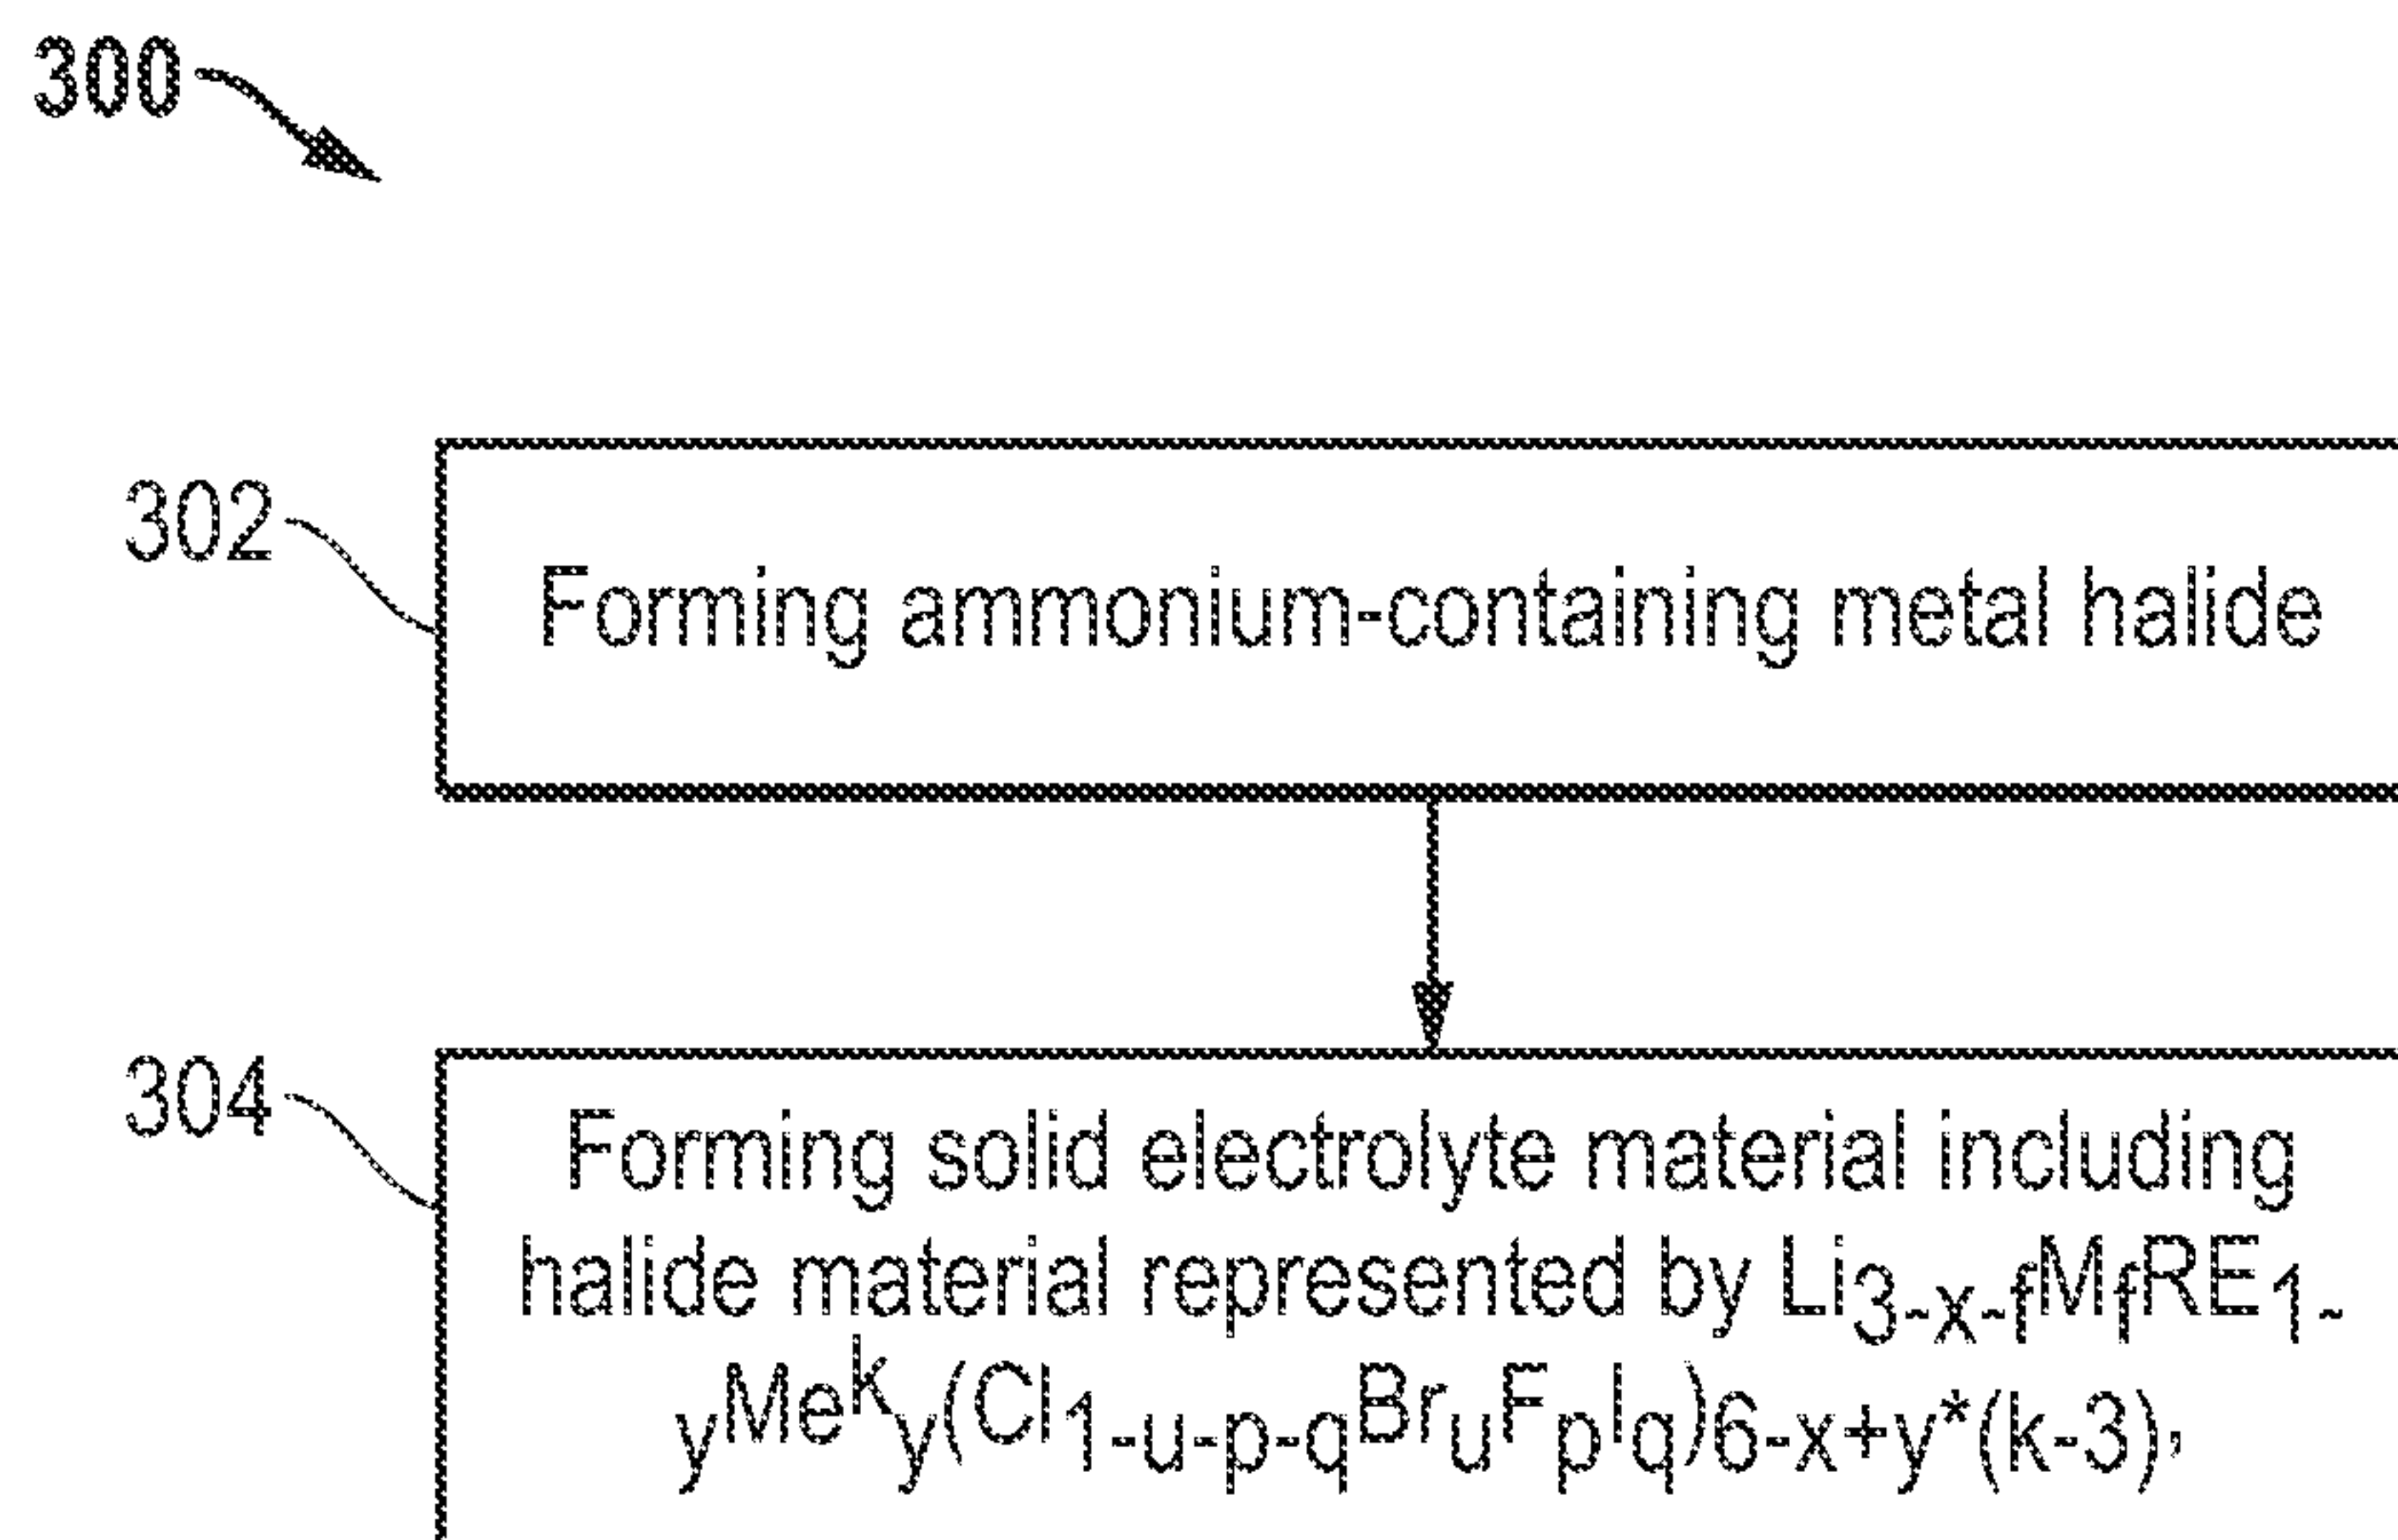 300
302
Forming ammonium-containing metal halide
304
Forming solid electrolyte material including
halide material represented by Li3-x-fMfRE1-
yMeky(Cl1-u-p-qBruFpIq)6-x+y*(k-3),